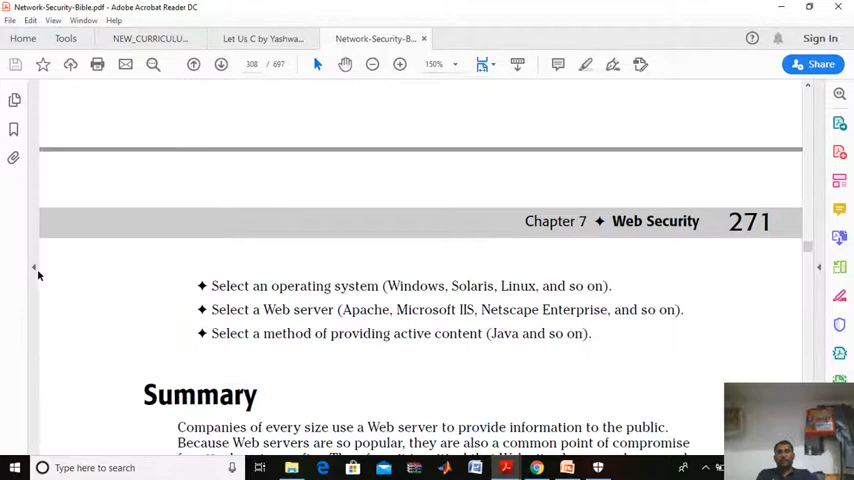 Network-Security-Bible.pdf - Adobe Acrobat Reader DC
File Edit View Window Help
Home Tools NEW_CURRICULU... Let Us C by Yashwa... Network-Security-B... × Sign In
308 / 697 150% Share
Chapter 7 ✦ Web Security 271
✦ Select an operating system (Windows, Solaris, Linux, and so on).
✦ Select a Web server (Apache, Microsoft IIS, Netscape Enterprise, and so on).
✦ Select a method of providing active content (Java and so on).
Summary
Companies of every size use a Web server to provide information to the public.
Because Web servers are so popular, they are also a common point of compromise
Type here to search